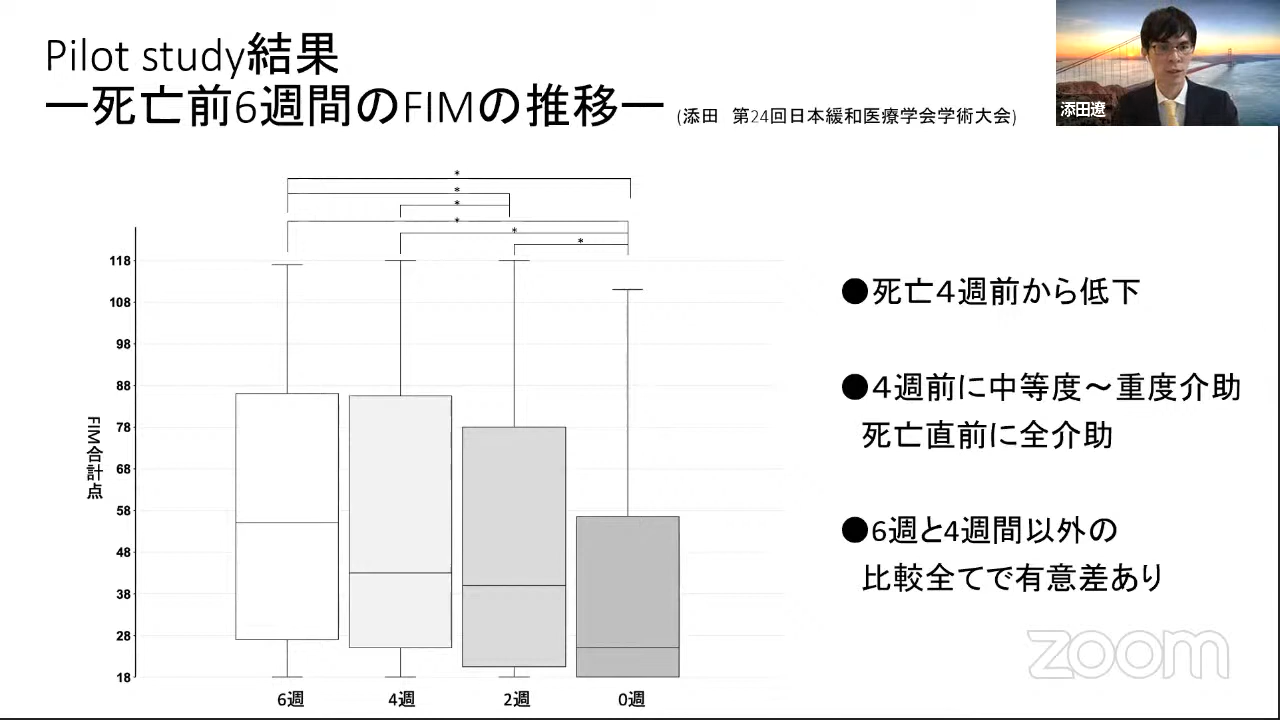 Pilot study結果
ー死亡前6週間のFIMの推移ー (添田 第24回日本緩和医療学会学術大会)
添田遼
*
*
*
*
*
*
118
108
98
88
78
68
58
48
38
28
18
FIM合計点
6週
4週
2週
0週
●死亡４週前から低下
●４週前に中等度～重度介助
死亡直前に全介助
●6週と4週間以外の
比較全てで有意差あり
zoom